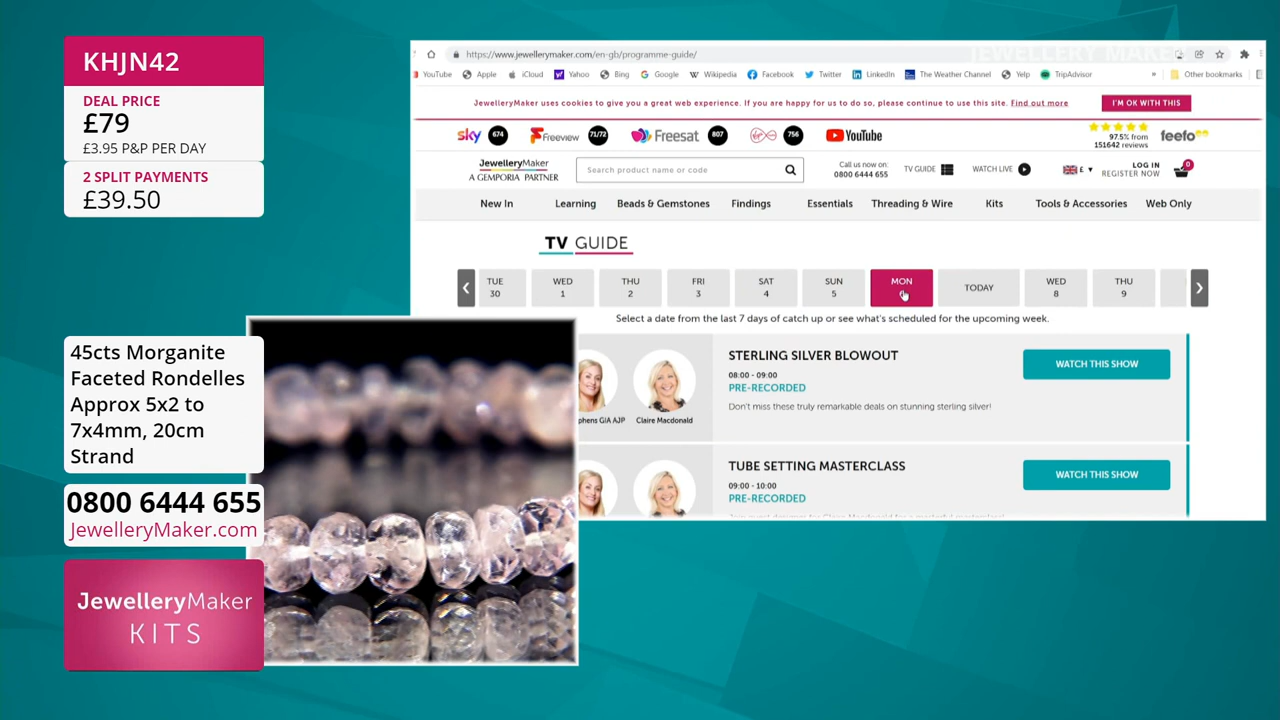 KHJN42
DEAL PRICE
£79
£3.95 P&P PER DAY
2 SPLIT PAYMENTS
£39.50
45cts Morganite
Faceted Rondelles
Approx 5x2 to
7x4mm, 20cm
Strand
0800 6444 655
JewelleryMaker.com
JewelleryMaker
KITS
JEWELLERY MAKER
https://www.jewellerymaker.com/en-gb/programme-guide/
YouTube Apple iCloud Yahoo Bing Google Wikipedia Facebook Twitter LinkedIn The Weather Channel Yelp TripAdvisor » Other bookmarks
JewelleryMaker uses cookies to give you a great web experience. If you are happy for us to do so, please continue to use this site. Find out more I'M OK WITH THIS
sky 674 Freeview 71/72 Freesat 807 756 YouTube
97.5% from
151642 reviews
feefo
JewelleryMaker
A GEMPORIA PARTNER
Search product name or code
Call us now on:
0800 6444 655
TV GUIDE
WATCH LIVE
£
LOG IN
REGISTER NOW
0
New In Learning Beads & Gemstones Findings Essentials Threading & Wire Kits Tools & Accessories Web Only
TV GUIDE
TUE WED THU FRI SAT SUN MON TODAY WED THU
30 1 2 3 4 5 8 9
Select a date from the last 7 days of catch up or see what's scheduled for the upcoming week.
STERLING SILVER BLOWOUT
08:00 - 09:00
PRE-RECORDED
Don't miss these truly remarkable deals on stunning sterling silver!
WATCH THIS SHOW
phens GIA AJP Claire Macdonald
TUBE SETTING MASTERCLASS
09:00 - 10:00
PRE-RECORDED
WATCH THIS SHOW